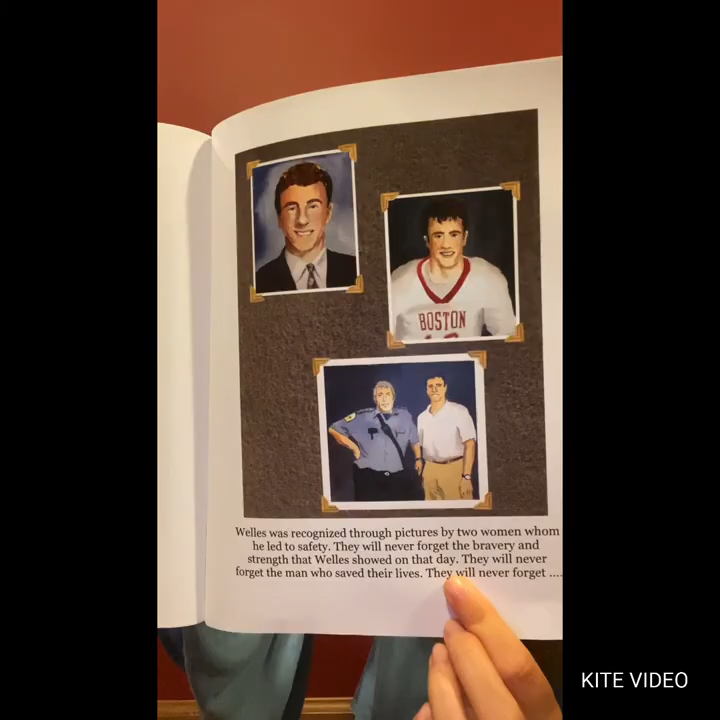 BOSTON
Welles was recognized through pictures by two women whom
he led to safety. They will never forget the bravery and
strength that Welles showed on that day. They will never
forget the man who saved their lives. They will never forget ....
KITE VIDEO